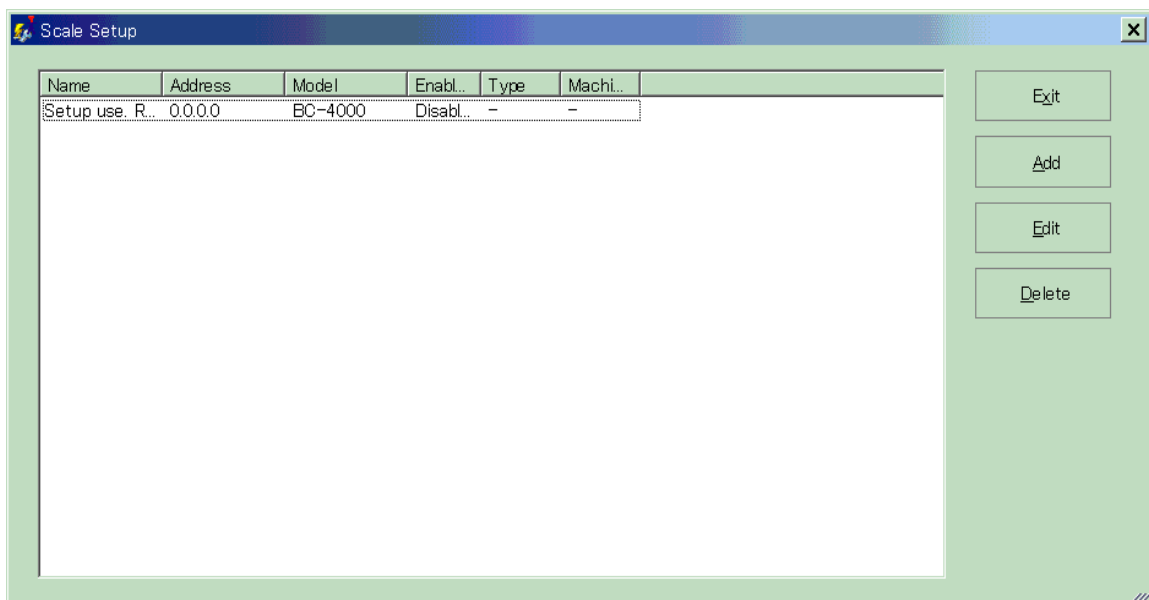 Scale Setup
Name Address Model Enabl... Type Machi...
Setup use. R... 0.0.0.0 BC-4000 Disabl... - -
Exit
Add
Edit
Delete